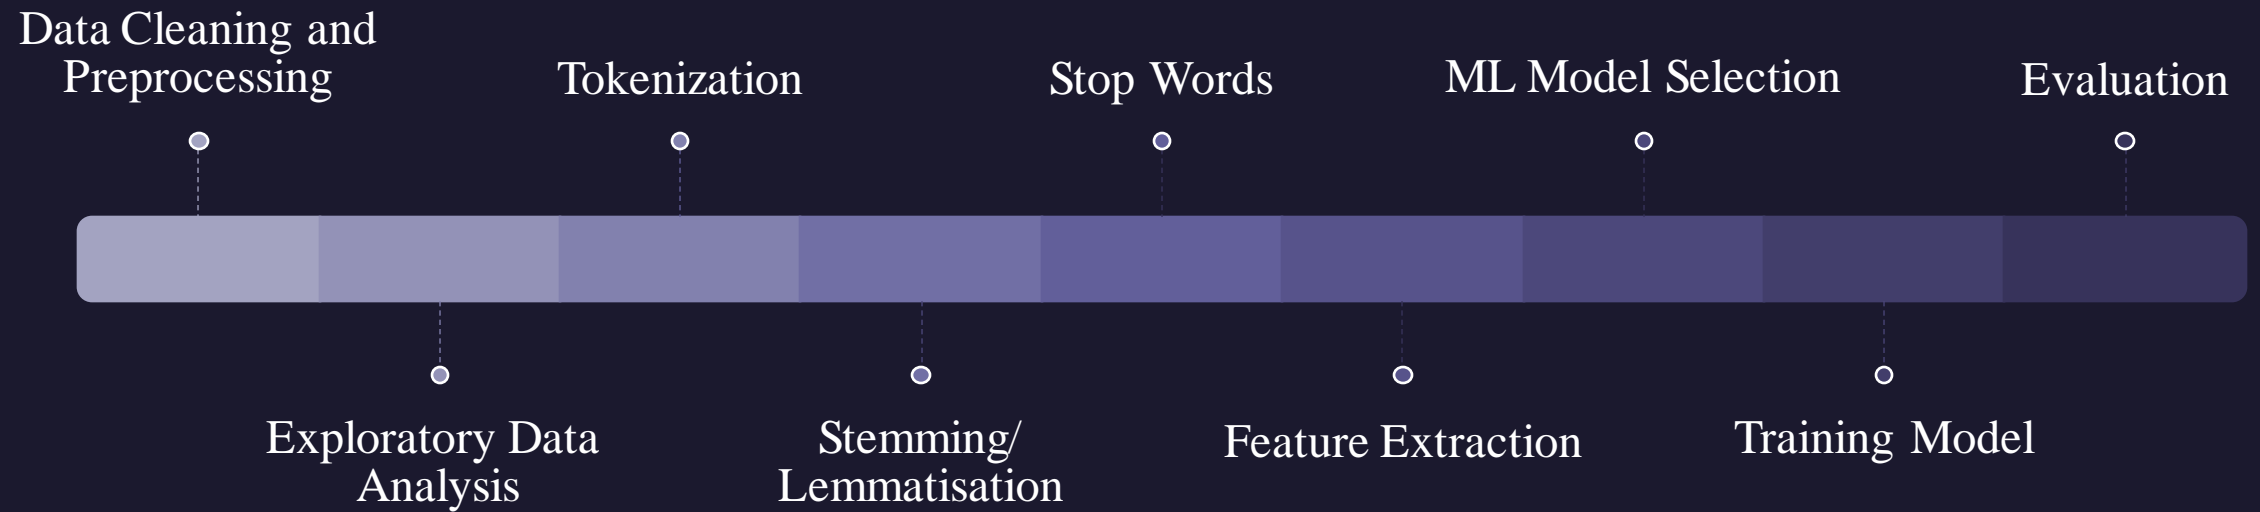 Data Cleaning and
Preprocessing
Tokenization
Stop Words
ML Model Selection
Evaluation
Exploratory Data
Analysis
Stemming/
Lemmatisation
Feature Extraction
Training Model